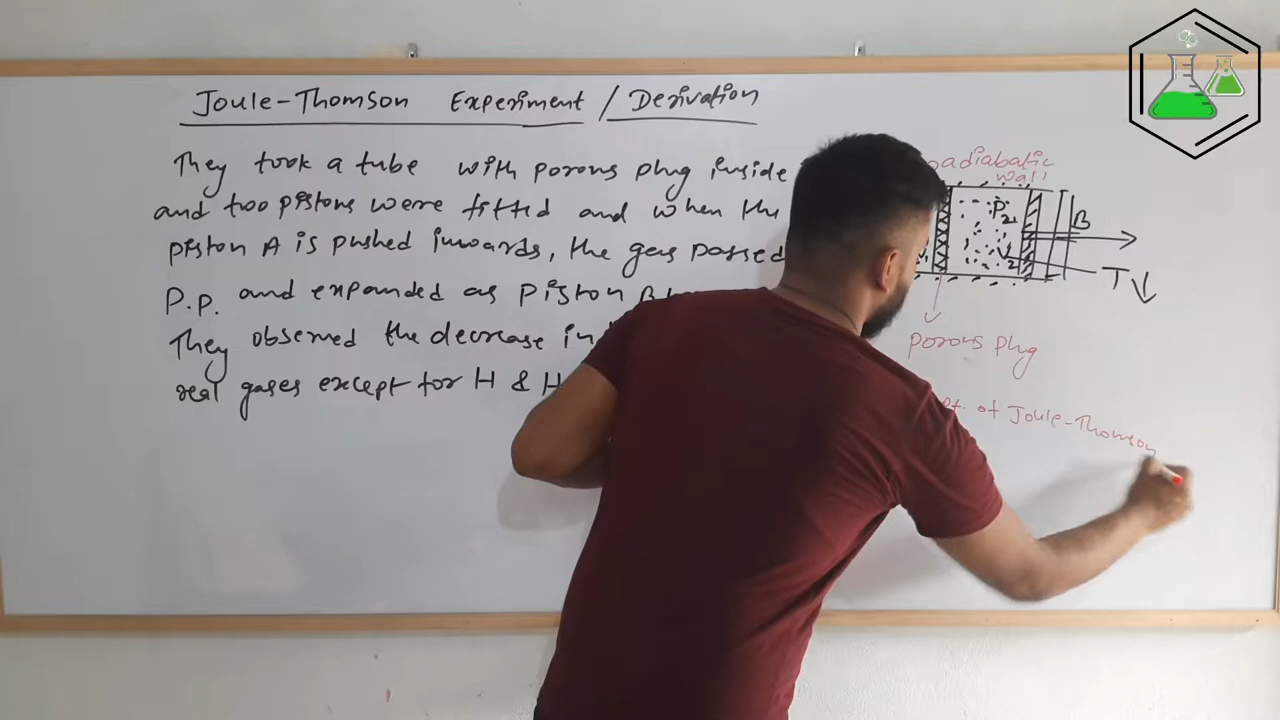 Joule-Thomson Experiment / Derivation
They took a tube with porous plug inside
and two pistons were fitted and when the
piston A is pushed inwards, the gas passed
P.P. and expanded as piston B
They observed the decrease in
real gases except for H & H
adiabatic
wall
P2
B
T ↓
porous plug
of Joule-Thomson